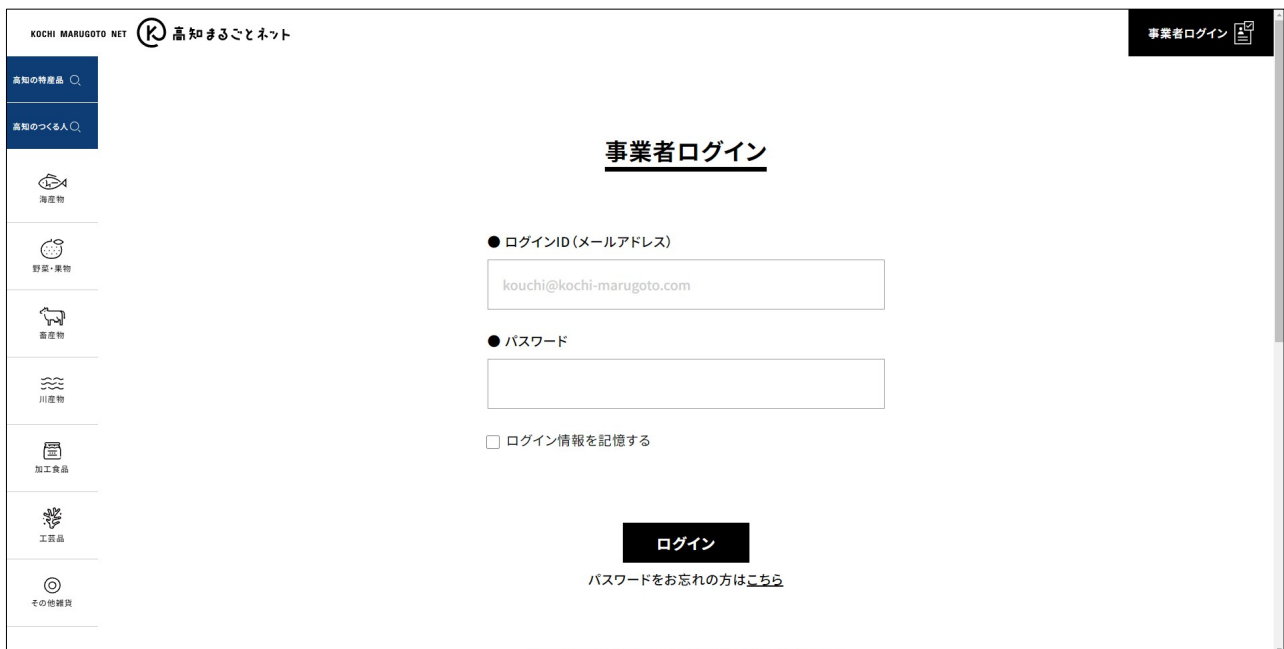 KOCHI MARUGOTO NET 高知まるごとネット
事業者ログイン
高知の特産品
高知のつくる人
海産物
野菜・果物
畜産物
川産物
加工食品
工芸品
その他雑貨
事業者ログイン
● ログインID（メールアドレス）
kouchi@kochi-marugoto.com
● パスワード
ログイン情報を記憶する
ログイン
パスワードをお忘れの方はこちら